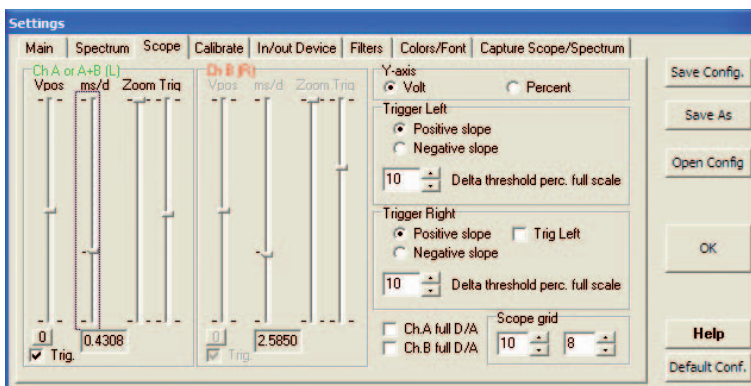 Settings
Main Spectrum Scope Calibrate In/out Device Filters Colors/Font Capture Scope/Spectrum
Ch A or A+B (L)
Vpos ms/d Zoom Trig
0
0.4308
Trig.
Ch B (R)
Vpos ms/d Zoom Trig
0
2.5850
Trig.
Y-axis
Volt Percent
Trigger Left
Positive slope
Negative slope
10 Delta threshold perc. full scale
Trigger Right
Positive slope Trig Left
Negative slope
10 Delta threshold perc. full scale
Ch.A full D/A
Ch.B full D/A
Scope grid
10 8
Save Config.
Save As
Open Config
OK
Help
Default Conf.